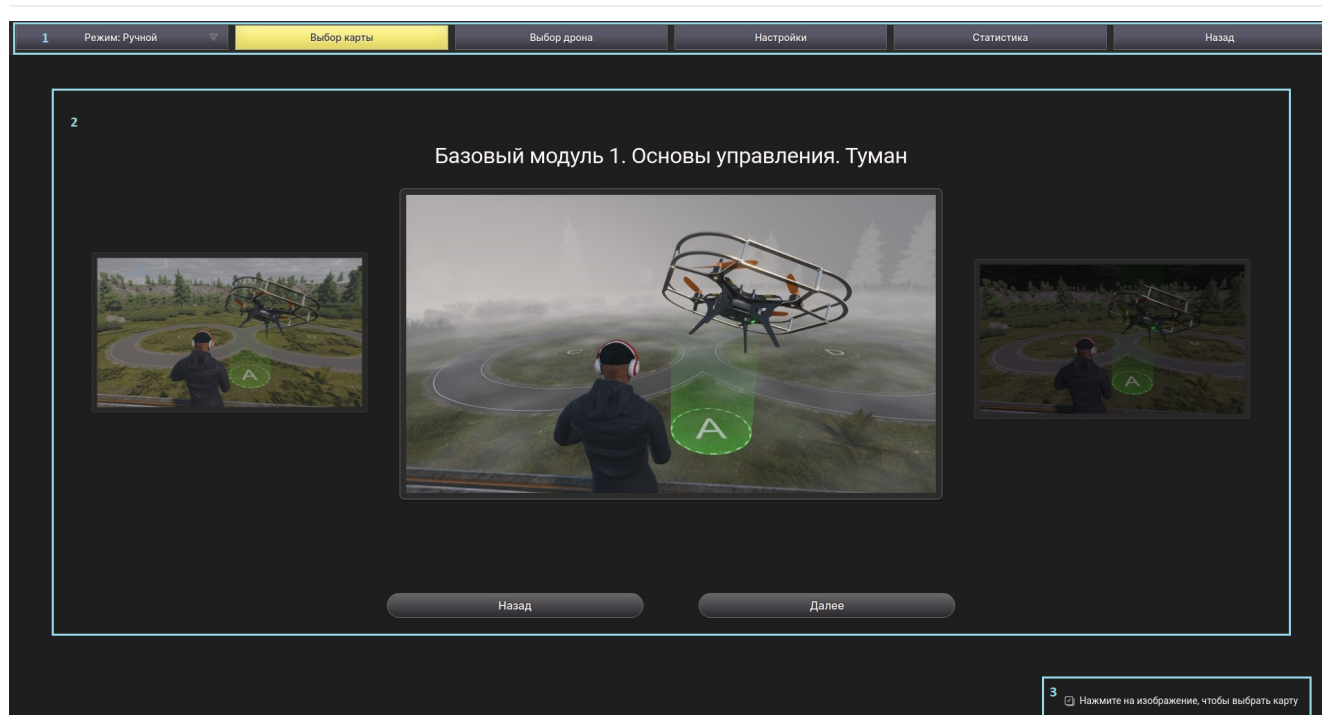 1 Режим: Ручной Выбор карты Выбор дрона Настройки Статистика Назад
2
Базовый модуль 1. Основы управления. Туман
C D
A A A
Назад Далее
3 Нажмите на изображение, чтобы выбрать карту